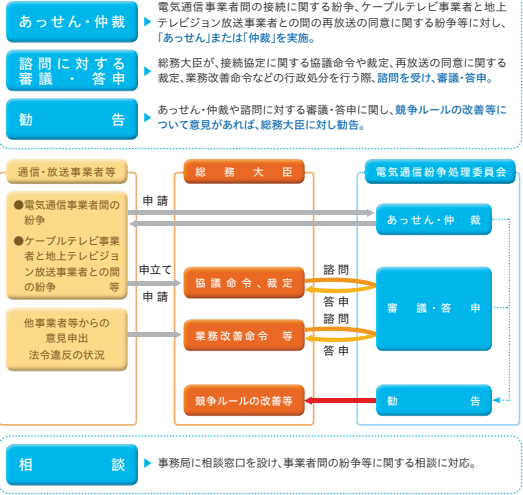 あっせん・仲裁
電気通信事業者間の接続に関する紛争、ケーブルテレビ事業者と地上
テレビジョン放送事業者との間の再放送の同意に関する紛争等に対し、
「あっせん」または「仲裁」を実施。
諮問に対する
審議・答申
総務大臣が、接続協定に関する協議命令や裁定、再放送の同意に関する
裁定、業務改善命令などの行政処分を行う際、諮問を受け、審議・答申。
勧告
あっせん・仲裁や諮問に対する審議・答申に関し、競争ルールの改善等に
ついて意見があれば、総務大臣に対し勧告。
通信・放送事業者等
総務大臣
電気通信紛争処理委員会
●電気通信事業者間の
紛争
●ケーブルテレビ事業
者と地上テレビジョ
ン放送事業者との間
の紛争 等
申請
あっせん・仲裁
申立て
申請
協議命令、裁定
諮問
答申
審議・答申
他事業者等からの
意見申出
法令違反の状況
業務改善命令 等
諮問
答申
競争ルールの改善等
勧告
相談
事務局に相談窓口を設け、事業者間の紛争等に関する相談に対応。